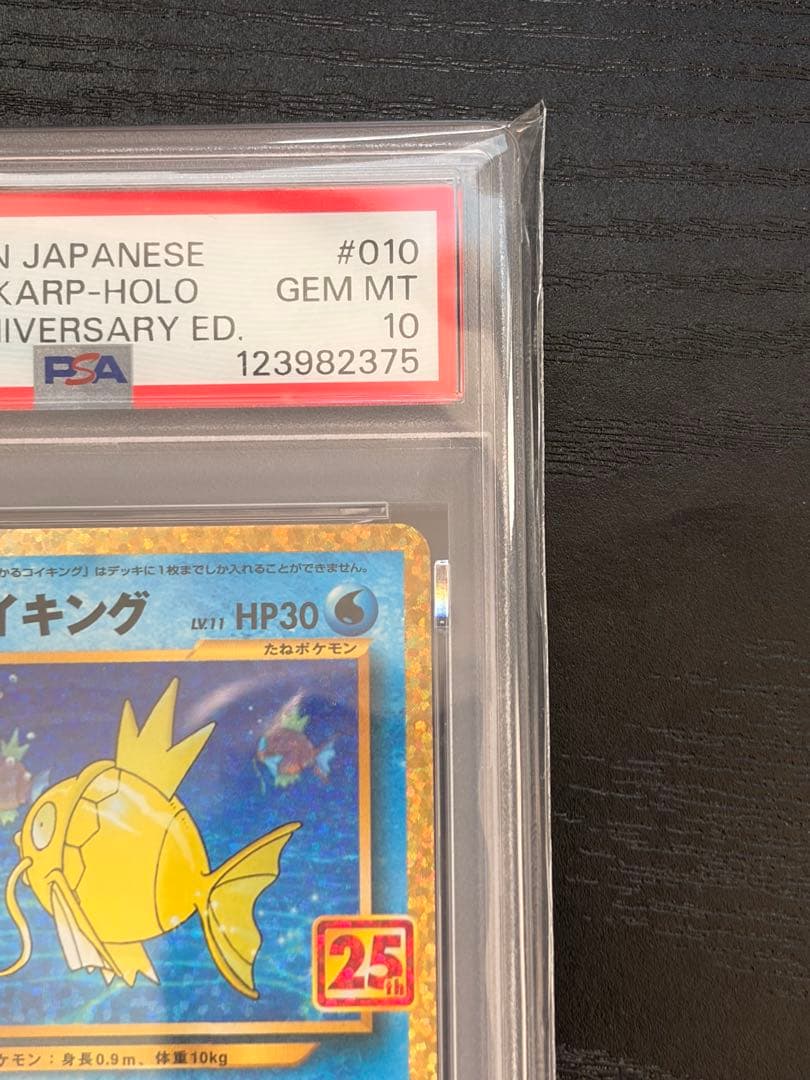 N JAPANESE #010
KARP-HOLO GEM MT
NIVERSARY ED. 10
PSA 123982375
かるコイキング」はデッキに1枚までしか入れることができません。
イキング LV.11 HP30
たねポケモン
25th
ケモン：身長0.9m、体重10kg